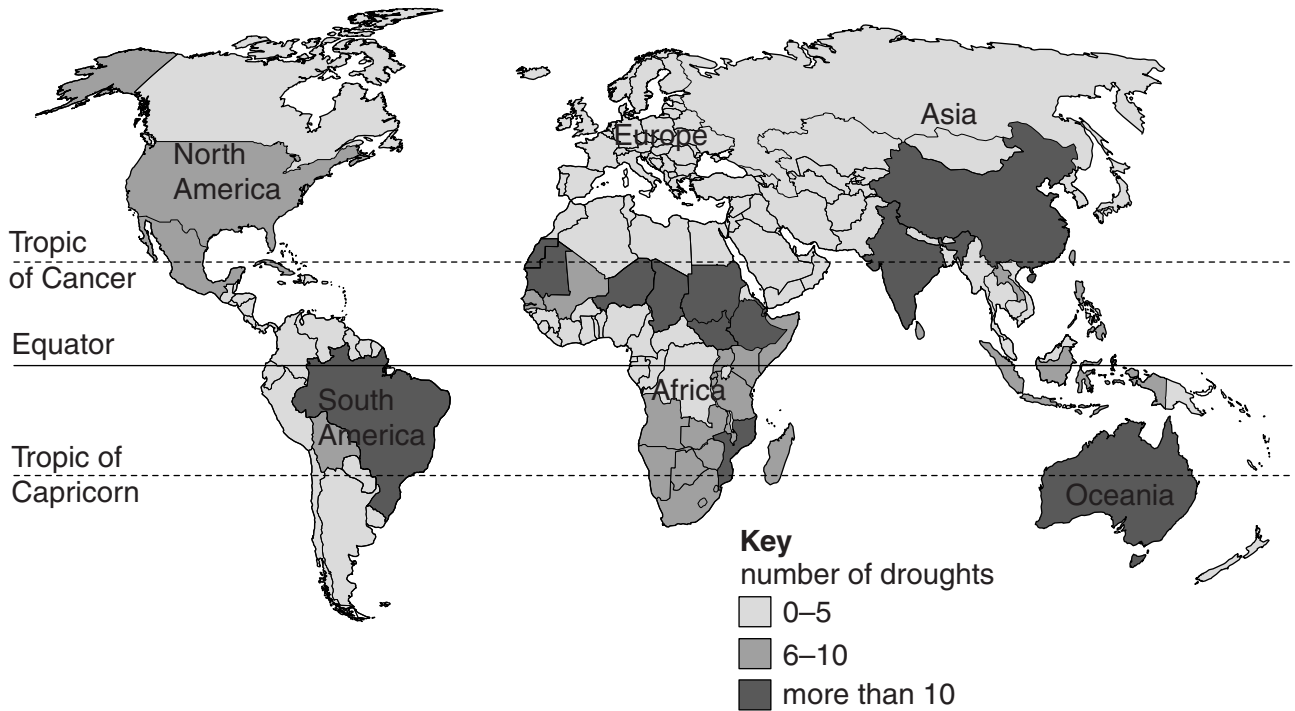 Asia
Europe
North
America
Tropic
of Cancer
Equator
Africa
South
America
Tropic of
Capricorn
Oceania
Key
number of droughts
0–5
6–10
more than 10